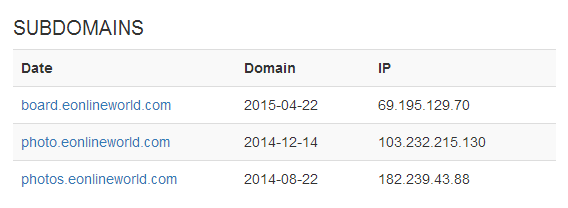 SUBDOMAINS
Date Domain IP
board.eonlineworld.com 2015-04-22 69.195.129.70
photo.eonlineworld.com 2014-12-14 103.232.215.130
photos.eonlineworld.com 2014-08-22 182.239.43.88